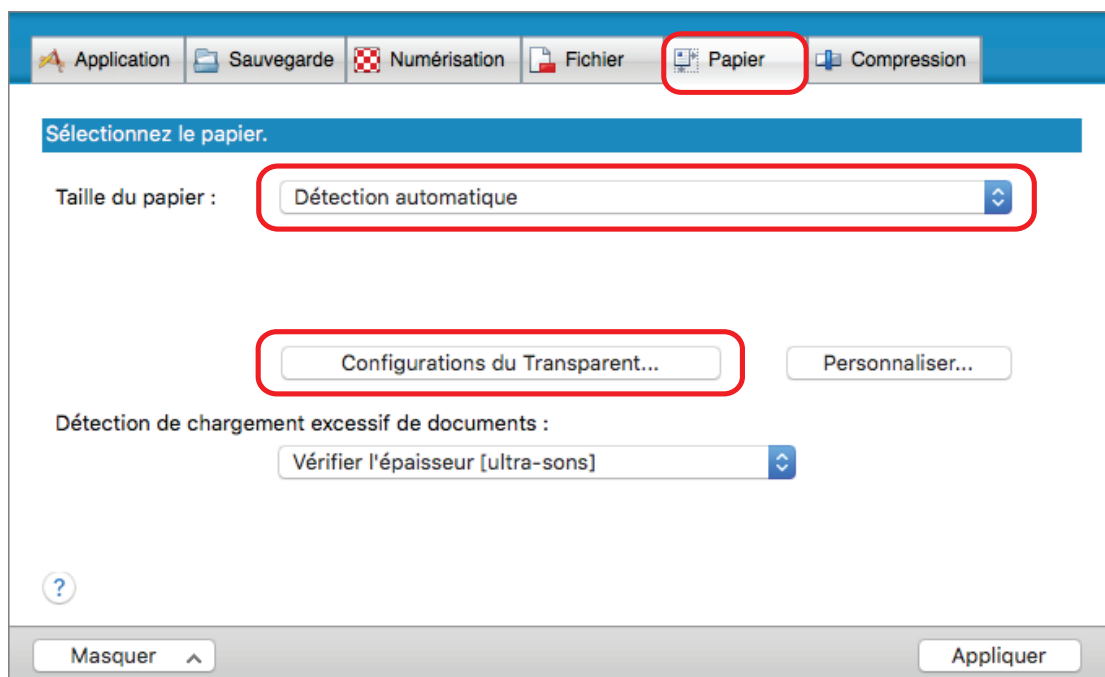 Application Sauvegarde Numérisation Fichier Papier Compression
Sélectionnez le papier.
Taille du papier : Détection automatique
Configurations du Transparent... Personnaliser...
Détection de chargement excessif de documents :
Vérifier l'épaisseur [ultra-sons]
?
Masquer Appliquer